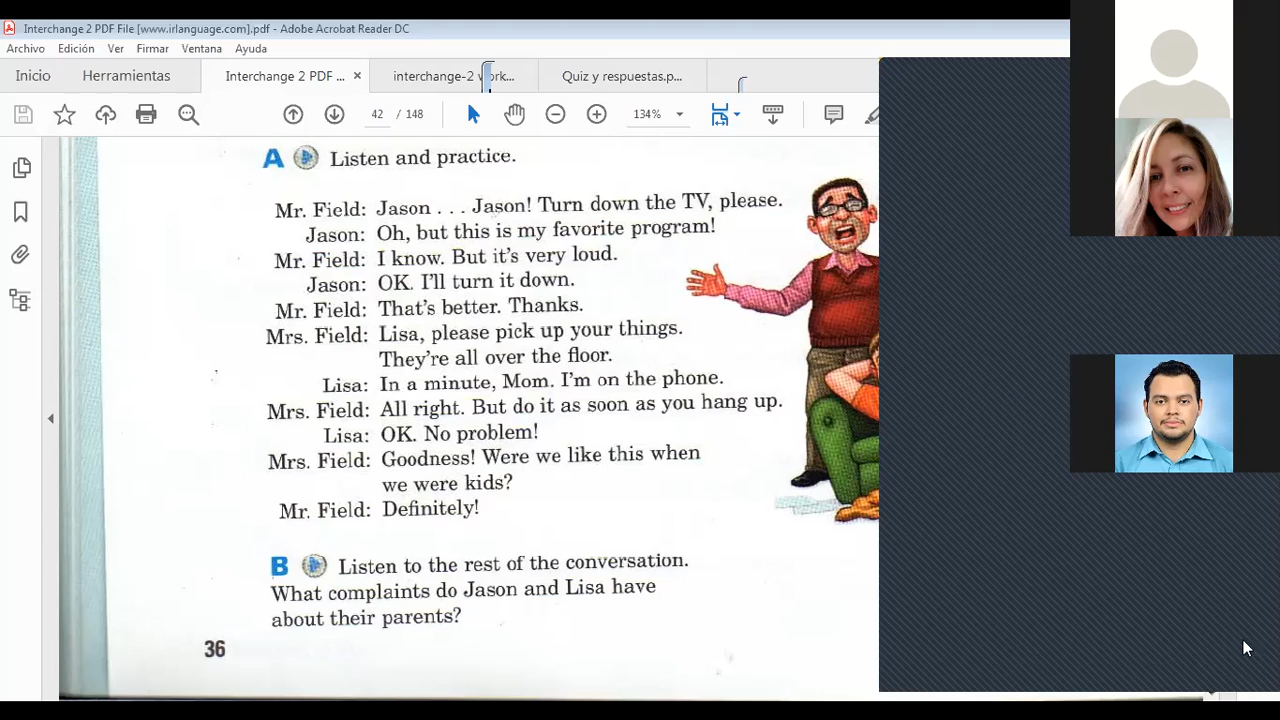 Interchange 2 PDF File [www.irlanguage.com].pdf - Adobe Acrobat Reader DC
Archivo Edición Ver Firmar Ventana Ayuda
Inicio Herramientas Interchange 2 PDF ... × Quiz y respuestas.p...
42 / 148 134%
A Listen and practice.
Mr. Field: Jason . . . Jason! Turn down the TV, please.
Jason: Oh, but this is my favorite program!
Mr. Field: I know. But it's very loud.
Jason: OK. I'll turn it down.
Mr. Field: That's better. Thanks.
Mrs. Field: Lisa, please pick up your things.
They're all over the floor.
Lisa: In a minute, Mom. I'm on the phone.
Mrs. Field: All right. But do it as soon as you hang up.
Lisa: OK. No problem!
Mrs. Field: Goodness! Were we like this when
we were kids?
Mr. Field: Definitely!
B Listen to the rest of the conversation.
What complaints do Jason and Lisa have
about their parents?
36